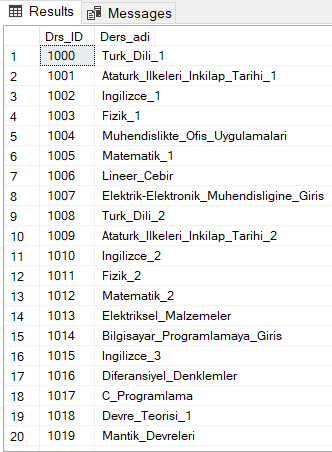 Results Messages
Drs_ID Ders_adi
1 1000 Turk_Dili_1
2 1001 Ataturk_Ilkeleri_Inkilap_Tarihi_1
3 1002 Ingilizce_1
4 1003 Fizik_1
5 1004 Muhendislikte_Ofis_Uygulamalari
6 1005 Matematik_1
7 1006 Lineer_Cebir
8 1007 Elektrik-Elektronik_Muhendisligine_Giris
9 1008 Turk_Dili_2
10 1009 Ataturk_Ilkeleri_Inkilap_Tarihi_2
11 1010 Ingilizce_2
12 1011 Fizik_2
13 1012 Matematik_2
14 1013 Elektriksel_Malzemeler
15 1014 Bilgisayar_Programlamaya_Giris
16 1015 Ingilizce_3
17 1016 Diferansiyel_Denklemler
18 1017 C_Programlama
19 1018 Devre_Teorisi_1
20 1019 Mantik_Devreleri